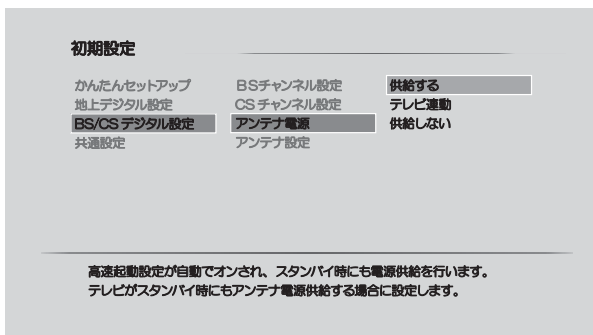 初期設定
かんたんセットアップ
地上デジタル設定
BS/CSデジタル設定
共通設定
BSチャンネル設定
CSチャンネル設定
アンテナ電源
アンテナ設定
供給する
テレビ連動
供給しない
高速起動設定が自動でオンされ、スタンバイ時にも電源供給を行います。
テレビがスタンバイ時にもアンテナ電源供給する場合に設定します。